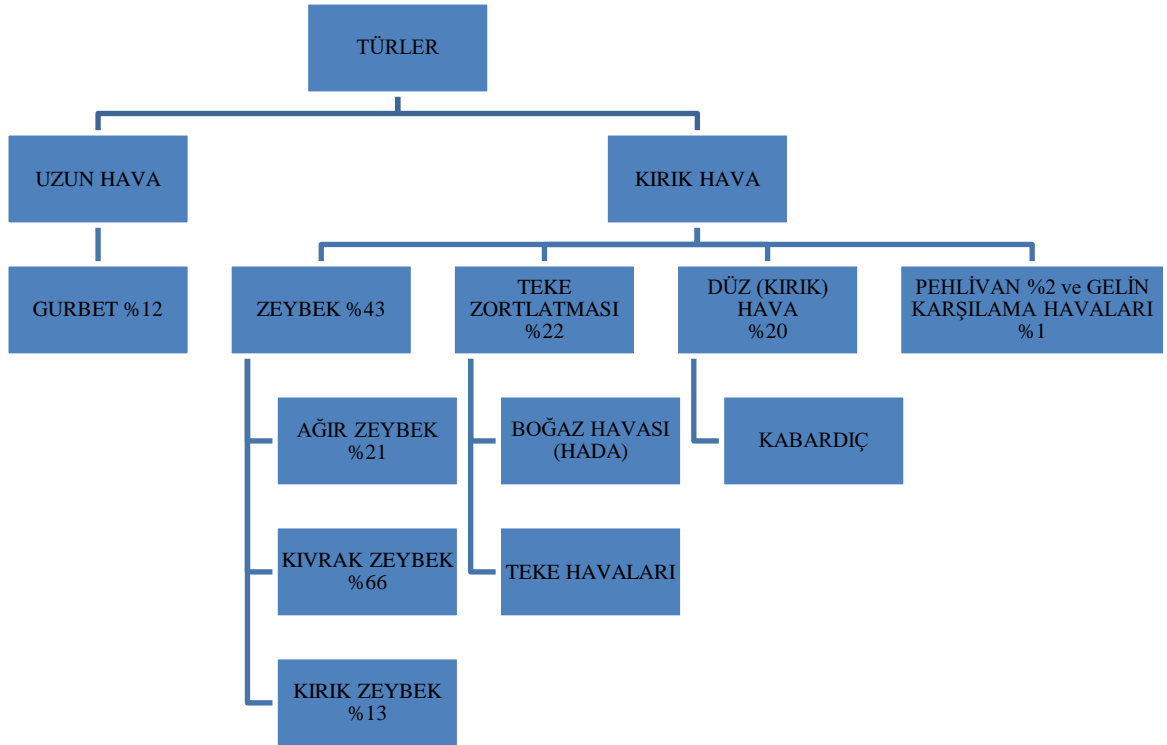 TÜRLER
UZUN HAVA
KIRIK HAVA
GURBET %12
ZEYBEK %43
TEKE
ZORTLATMASI
%22
DÜZ (KIRIK)
HAVA
%20
PEHLİVAN %2 ve GELİN
KARŞILAMA HAVALARI
%1
AĞIR ZEYBEK
%21
BOĞAZ HAVASI
(HADA)
KABARDIÇ
KIVRAK ZEYBEK
%66
TEKE HAVALARI
KIRIK ZEYBEK
%13